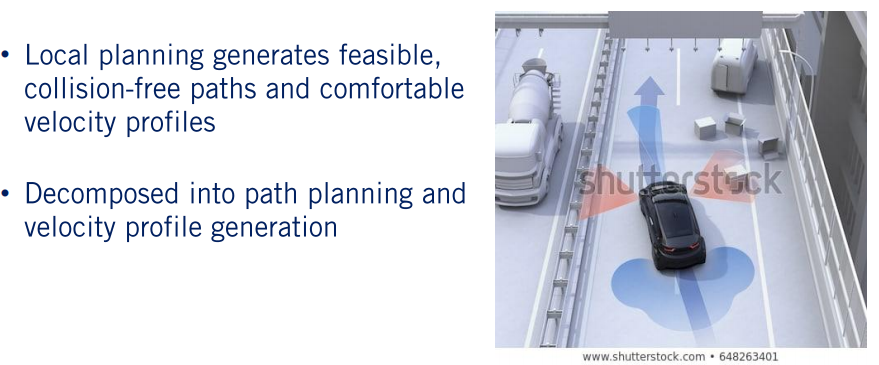 • Local planning generates feasible,
collision-free paths and comfortable
velocity profiles
• Decomposed into path planning and
velocity profile generation
shutterstock
www.shutterstock.com • 648263401